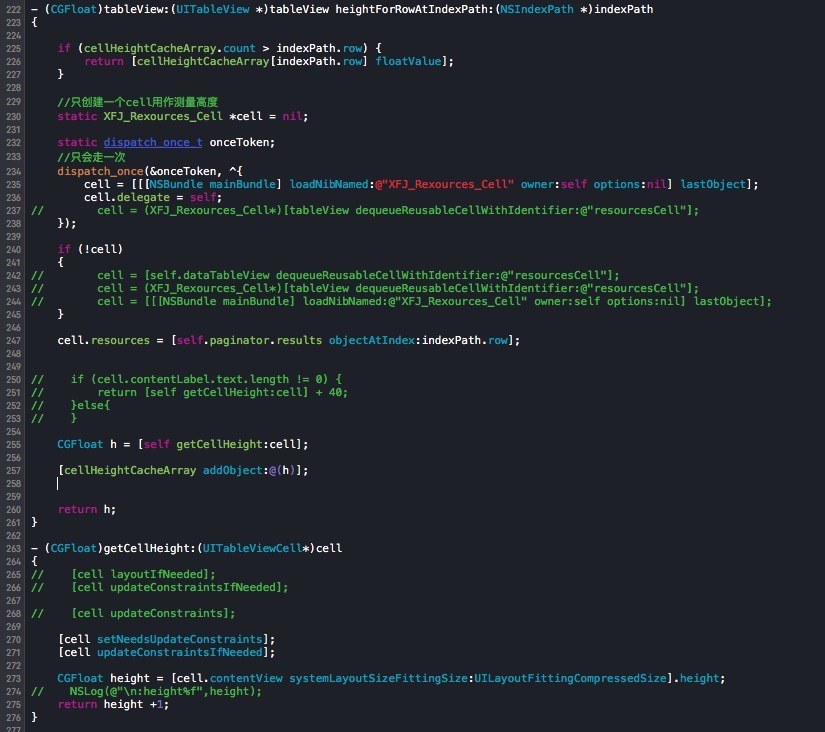 222 - (CGFloat)tableView:(UITableView *)tableView heightForRowAtIndexPath:(NSIndexPath *)indexPath
223 {
224
225     if (cellHeightCacheArray.count > indexPath.row) {
226         return [cellHeightCacheArray[indexPath.row] floatValue];
227     }
228
229     //只创建一个cell用作测量高度
230     static XFJ_Rexources_Cell *cell = nil;
231
232     static dispatch_once_t onceToken;
233     //只会走一次
234     dispatch_once(&onceToken, ^{
235         cell = [[[NSBundle mainBundle] loadNibNamed:@"XFJ_Rexources_Cell" owner:self options:nil] lastObject];
236         cell.delegate = self;
237 //        cell = (XFJ_Rexources_Cell*)[tableView dequeueReusableCellWithIdentifier:@"resourcesCell"];
238     });
239
240     if (!cell)
241     {
242 //        cell = [self.dataTableView dequeueReusableCellWithIdentifier:@"resourcesCell"];
243 //        cell = (XFJ_Rexources_Cell*)[tableView dequeueReusableCellWithIdentifier:@"resourcesCell"];
244 //        cell = [[[NSBundle mainBundle] loadNibNamed:@"XFJ_Rexources_Cell" owner:self options:nil] lastObject];
245     }
246
247     cell.resources = [self.paginator.results objectAtIndex:indexPath.row];
248
249
250 //    if (cell.contentLabel.text.length != 0) {
251 //        return [self getCellHeight:cell] + 40;
252 //    }else{
253 //    }
254
255     CGFloat h = [self getCellHeight:cell];
256
257     [cellHeightCacheArray addObject:@(h)];
258
259
260     return h;
261 }
262
263 - (CGFloat)getCellHeight:(UITableViewCell*)cell
264 {
265 //    [cell layoutIfNeeded];
266 //    [cell updateConstraintsIfNeeded];
267
268 //    [cell updateConstraints];
269
270     [cell setNeedsUpdateConstraints];
271     [cell updateConstraintsIfNeeded];
272
273     CGFloat height = [cell.contentView systemLayoutSizeFittingSize:UILayoutFittingCompressedSize].height;
274 //    NSLog(@"\n:height%f",height);
275     return height +1;
276 }
277